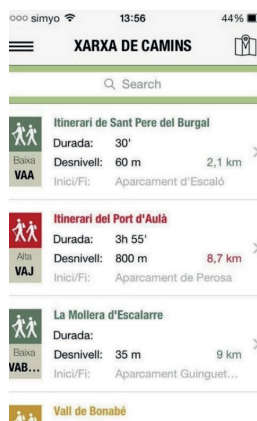 simyo 13:56 44%
XARXA DE CAMINS
Search
Itinerari de Sant Pere del Burgal
Durada: 30'
Baixa Desnivell: 60 m 2,1 km
VAA Inici/Fi: Aparcament d'Escaló
Itinerari del Port d'Aulà
Durada: 3h 55'
Alta Desnivell: 800 m 8,7 km
VAJ Inici/Fi: Aparcament de Perosa
La Mollera d'Escalarre
Durada:
Baixa Desnivell: 35 m 9 km
VAB... Inici/Fi: Aparcament Guinguet...
Vall de Bonabé